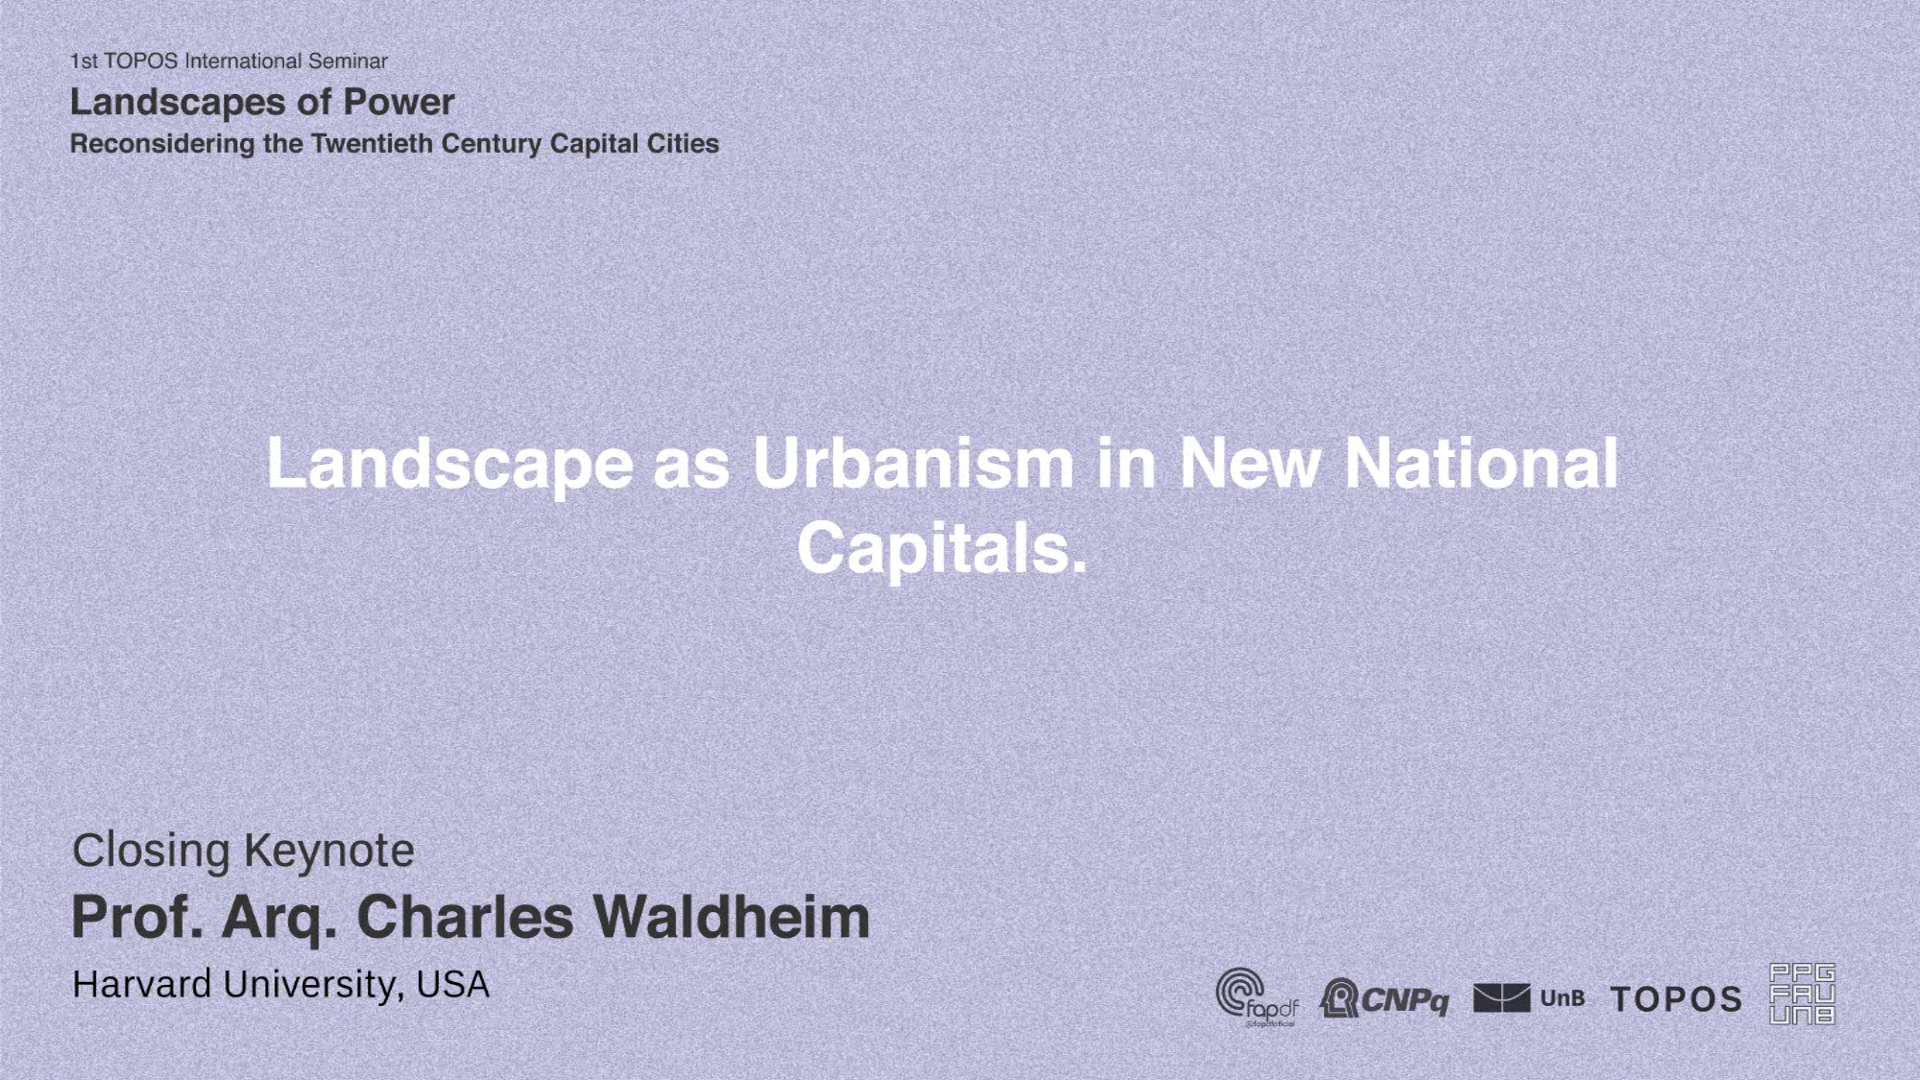 1st TOPOS International Seminar
Landscapes of Power
Reconsidering the Twentieth Century Capital Cities
Landscape as Urbanism in New National
Capitals.
Closing Keynote
Prof. Arq. Charles Waldheim
Harvard University, USA
fapdf
CNPq
UnB
TOPOS
PPG
FAU
UnB